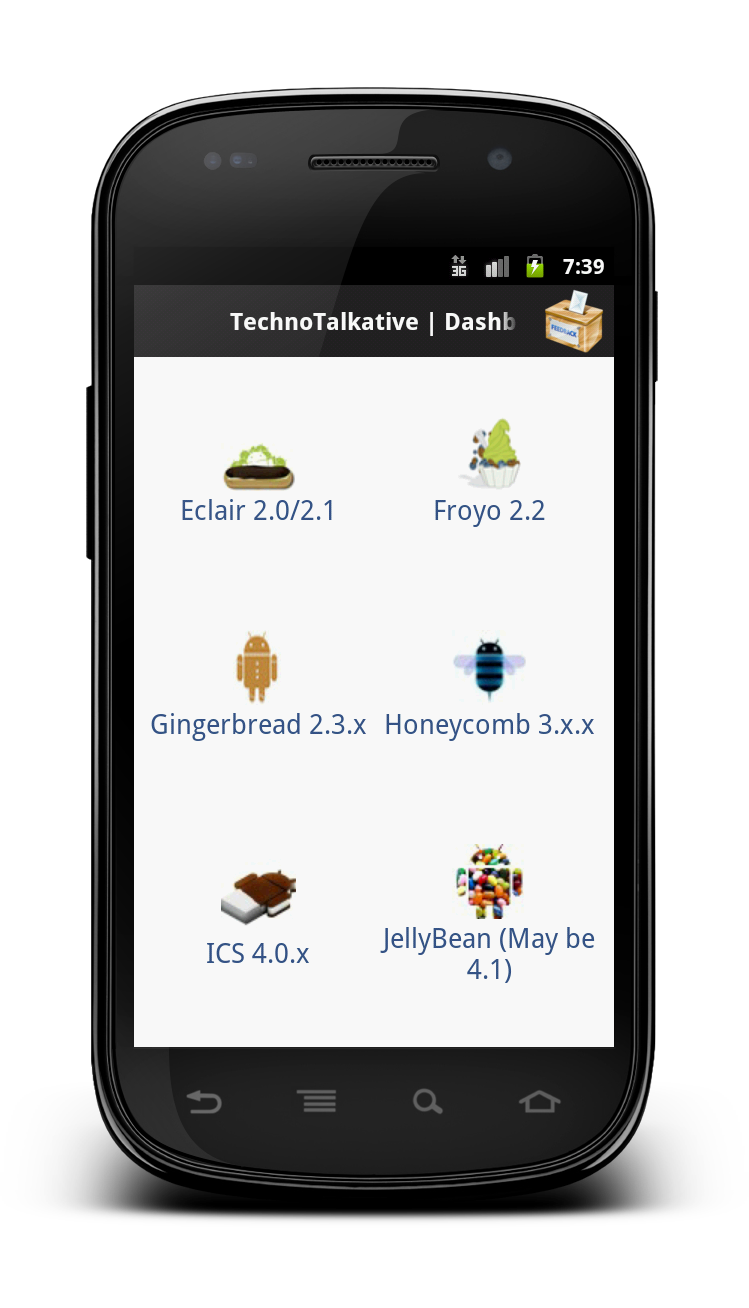 3G 7:39
TechnoTalkative | Dashb
FEEDBACK
Eclair 2.0/2.1
Froyo 2.2
Gingerbread 2.3.x
Honeycomb 3.x.x
ICS 4.0.x
JellyBean (May be
4.1)